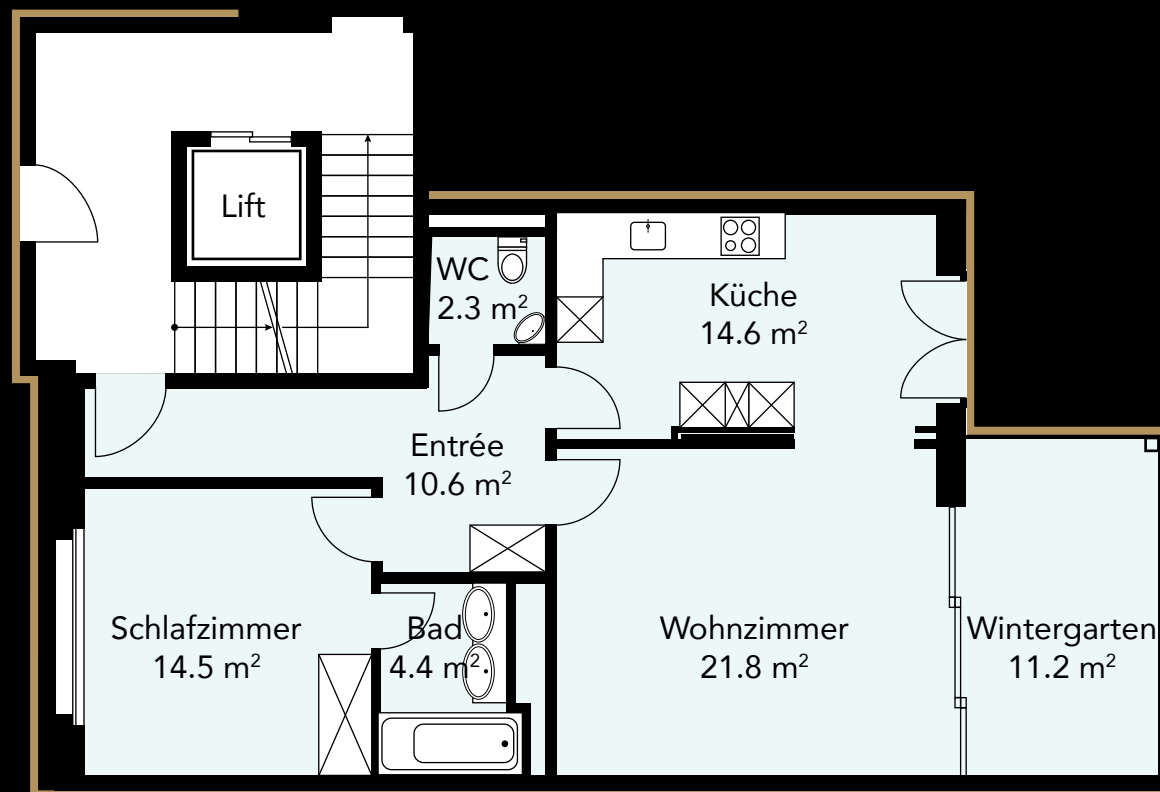 Lift
WC
2.3 m²
Küche
14.6 m²
Entrée
10.6 m²
Schlafzimmer
14.5 m²
Bad
4.4 m²
Wohnzimmer
21.8 m²
Wintergarten
11.2 m²